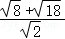 (√8 + √18) / √2